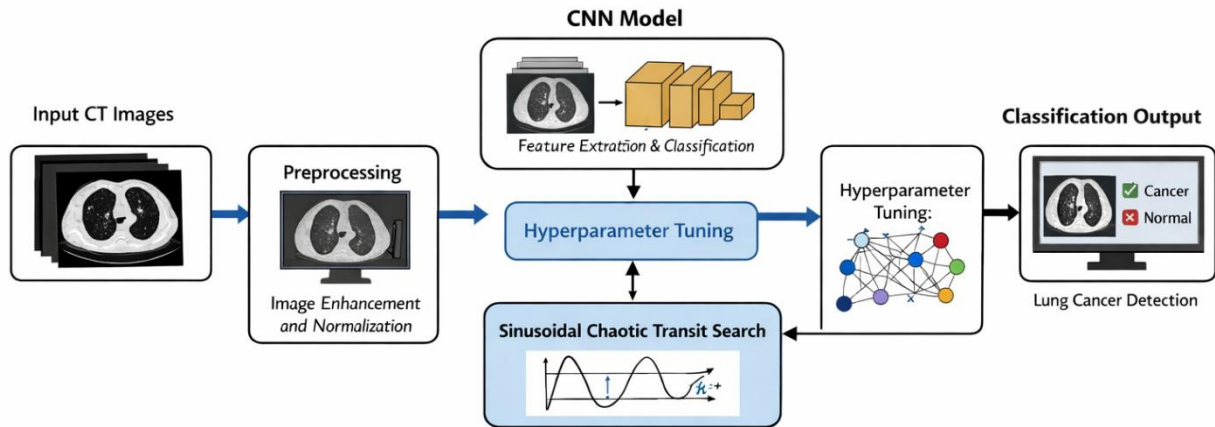 CNN Model
Input CT Images
Feature Extration & Classification
Classification Output
Preprocessing
Image Enhancement
and Normalization
Hyperparameter Tuning
Hyperparameter
Tuning:
Cancer
Normal
Lung Cancer Detection
Sinusoidal Chaotic Transit Search